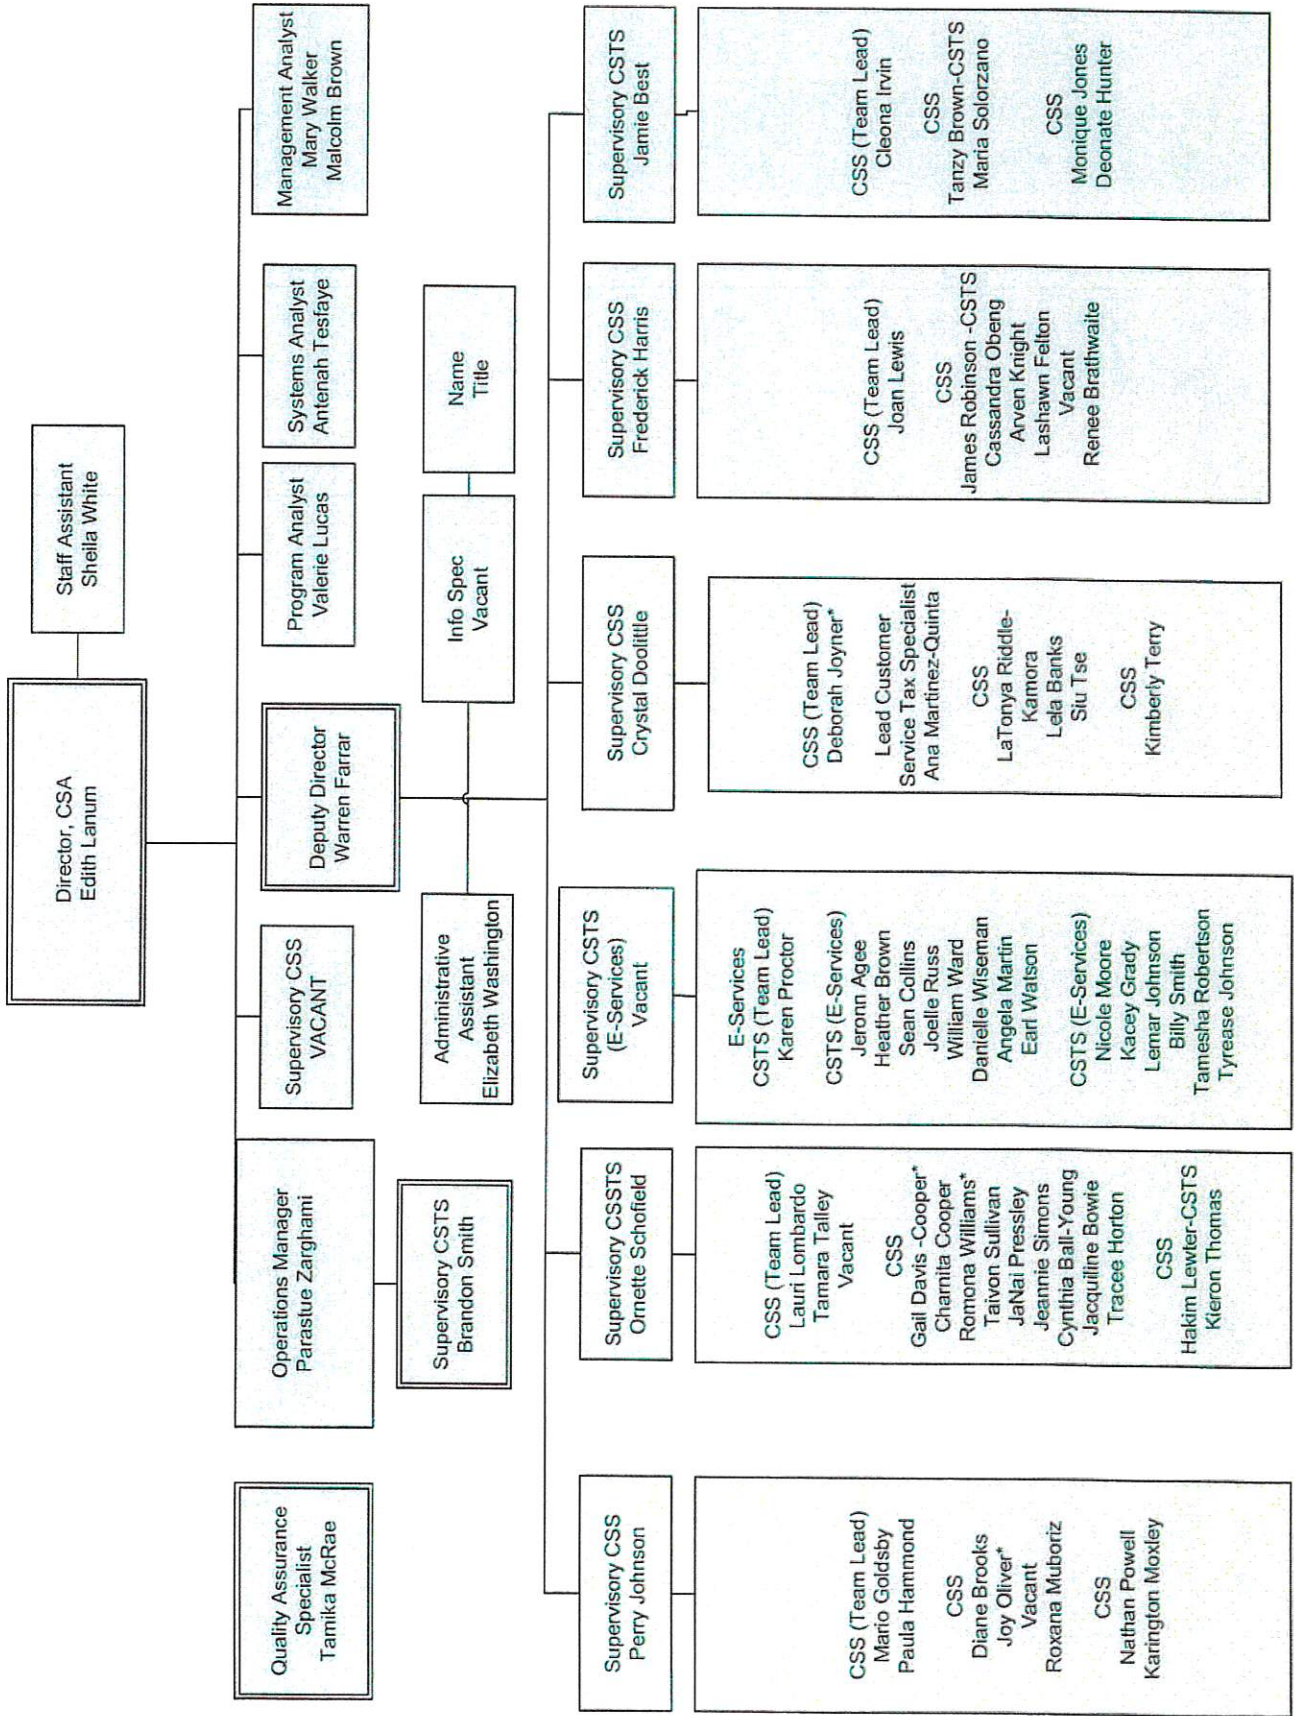 Director, CSA
Edith Lanum
Staff Assistant
Sheila White
Quality Assurance
Specialist
Tamika McRae
Operations Manager
Parastue Zarghami
Supervisory CSS
VACANT
Deputy Director
Warren Farrar
Program Analyst
Valerie Lucas
Systems Analyst
Antenah Tesfaye
Management Analyst
Mary Walker
Malcolm Brown
Supervisory CSTS
Brandon Smith
Administrative
Assistant
Elizabeth Washington
Info Spec
Vacant
Name
Title
Supervisory CSS
Perry Johnson
Supervisory CSSTS
Ornette Schofield
Supervisory CSTS
(E-Services)
Vacant
Supervisory CSS
Crystal Doolittle
Supervisory CSS
Frederick Harris
Supervisory CSTS
Jamie Best
CSS (Team Lead)
Mario Goldsby
Paula Hammond
CSS
Diane Brooks
Joy Oliver*
Vacant
Roxana Muboriz
CSS
Nathan Powell
Karington Moxley
CSS (Team Lead)
Lauri Lombardo
Tamara Talley
Vacant
CSS
Gail Davis -Cooper*
Charnita Cooper
Romona Williams*
Taivon Sullivan
JaNai Pressley
Jeannie Simons
Cynthia Ball-Young
Jacquiline Bowie
Tracee Horton
CSS
Hakim Lewter-CSTS
Kieron Thomas
E-Services
CSTS (Team Lead)
Karen Proctor
CSTS (E-Services)
Jeronn Agee
Heather Brown
Sean Collins
Joelle Russ
William Ward
Danielle Wiseman
Angela Martin
Earl Watson
CSTS (E-Services)
Nicole Moore
Kacey Grady
Lemar Johnson
Billy Smith
Tamesha Robertson
Tyrease Johnson
CSS (Team Lead)
Deborah Joyner*
Lead Customer
Service Tax Specialist
Ana Martinez-Quinta
CSS
LaTonya Riddle-
Kamora
Lela Banks
Siu Tse
CSS
Kimberly Terry
CSS (Team Lead)
Joan Lewis
CSS
James Robinson -CSTS
Cassandra Obeng
Arven Knight
Lashawn Felton
Vacant
Renee Brathwaite
CSS (Team Lead)
Cleona Irvin
CSS
Tanzy Brown-CSTS
Maria Solorzano
CSS
Monique Jones
Deonate Hunter